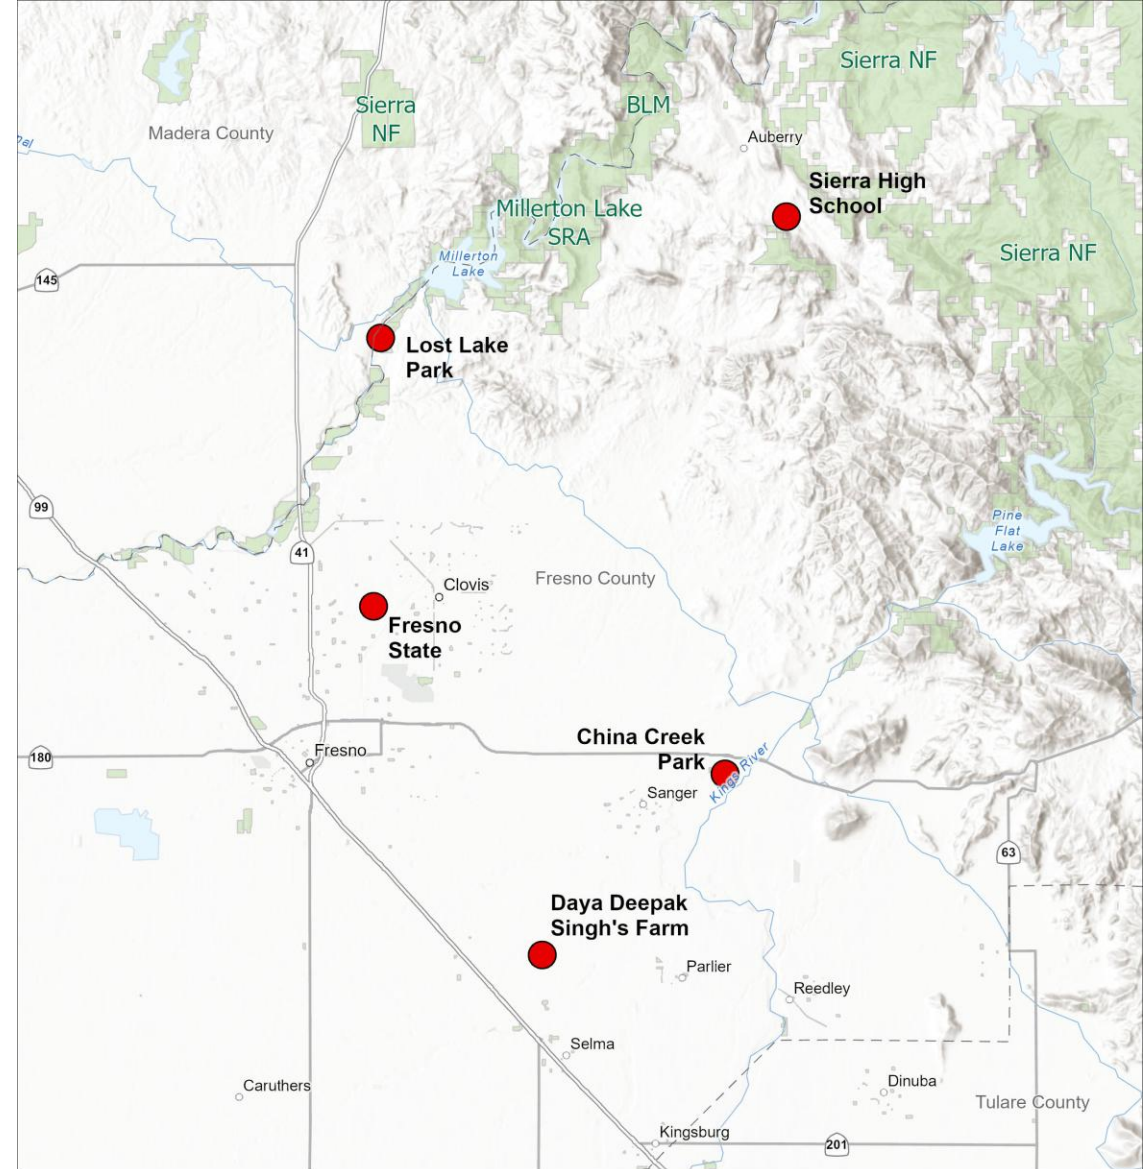 Sierra NF
Sierra
NF
BLM
Madera County
Auberry
Sierra High
School
Millerton Lake
SRA
Sierra NF
Millerton
Lake
145
Lost Lake
Park
99
Pine
Flat
Lake
41
Fresno County
Clovis
Fresno
State
China Creek
Park
Fresno
180
Kings River
Sanger
63
Daya Deepak
Singh's Farm
Parlier
Reedley
Selma
Dinuba
Caruthers
Tulare County
Kingsburg
201